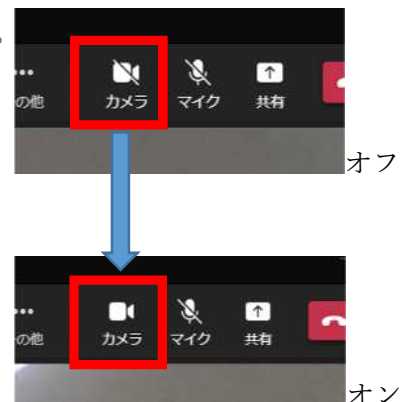 。
の他 カメラ マイク 共有
オフ
の他 カメラ マイク 共有
オン